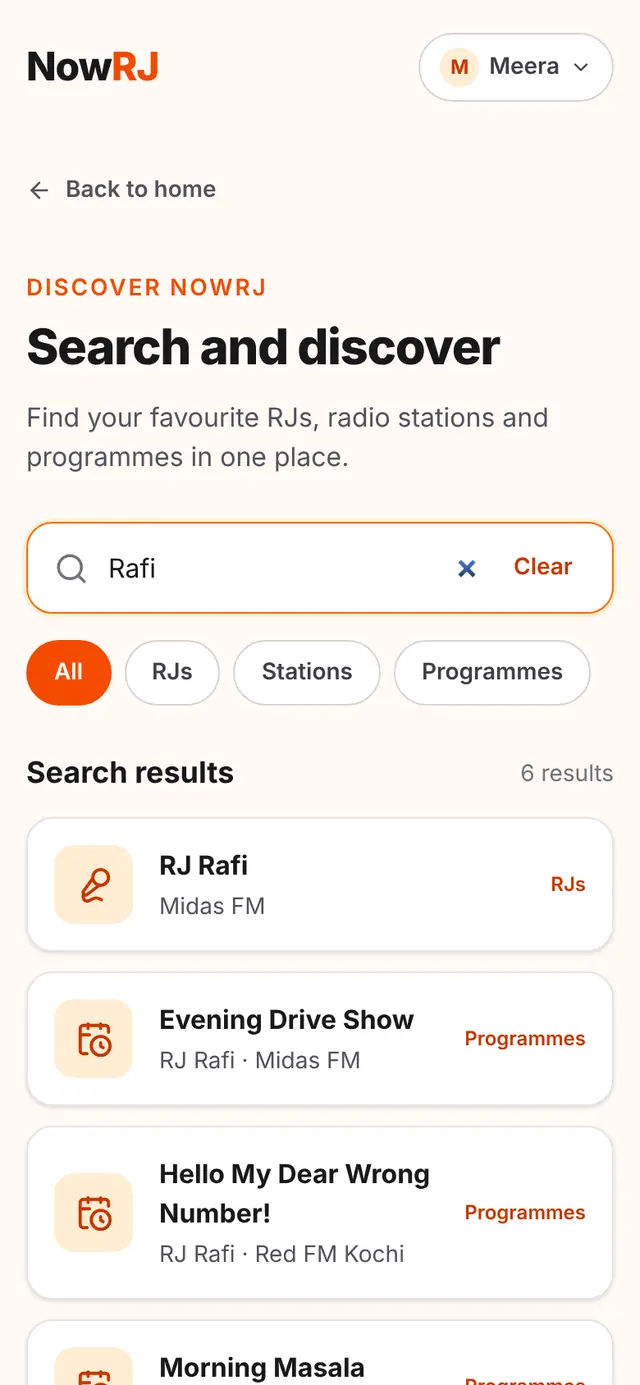 NowRJ
M Meera
Back to home
DISCOVER NOWRJ
Search and discover
Find your favourite RJs, radio stations and
programmes in one place.
Rafi
Clear
All RJs Stations Programmes
Search results 6 results
RJ Rafi
Midas FM
RJs
Evening Drive Show
RJ Rafi · Midas FM
Programmes
Hello My Dear Wrong
Number!
RJ Rafi · Red FM Kochi
Programmes
Morning Masala